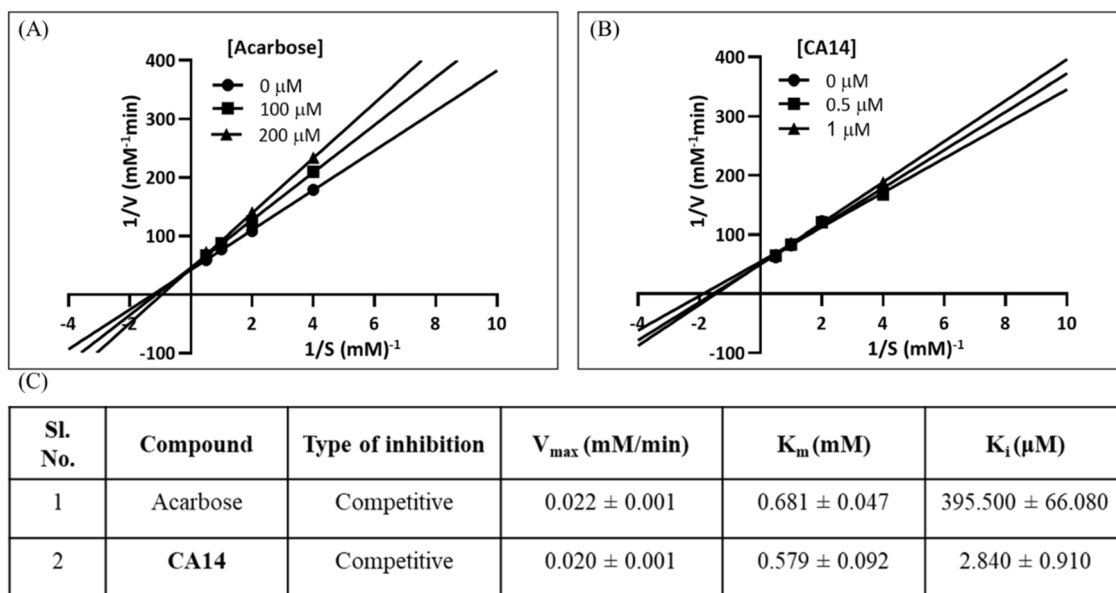 (A)
[Acarbose]
0 μM
100 μM
200 μM
1/V (mM⁻¹min)
400
300
200
100
-100
-4
-2
2
4
6
8
10
1/S (mM)⁻¹
(B)
[CA14]
0 μM
0.5 μM
1 μM
1/V (mM⁻¹min)
400
300
200
100
-100
-4
-2
2
4
6
8
10
1/S (mM)⁻¹
(C)
Sl. No. Compound Type of inhibition Vmax (mM/min) Km (mM) Ki (μM)
1 Acarbose Competitive 0.022 ± 0.001 0.681 ± 0.047 395.500 ± 66.080
2 CA14 Competitive 0.020 ± 0.001 0.579 ± 0.092 2.840 ± 0.910